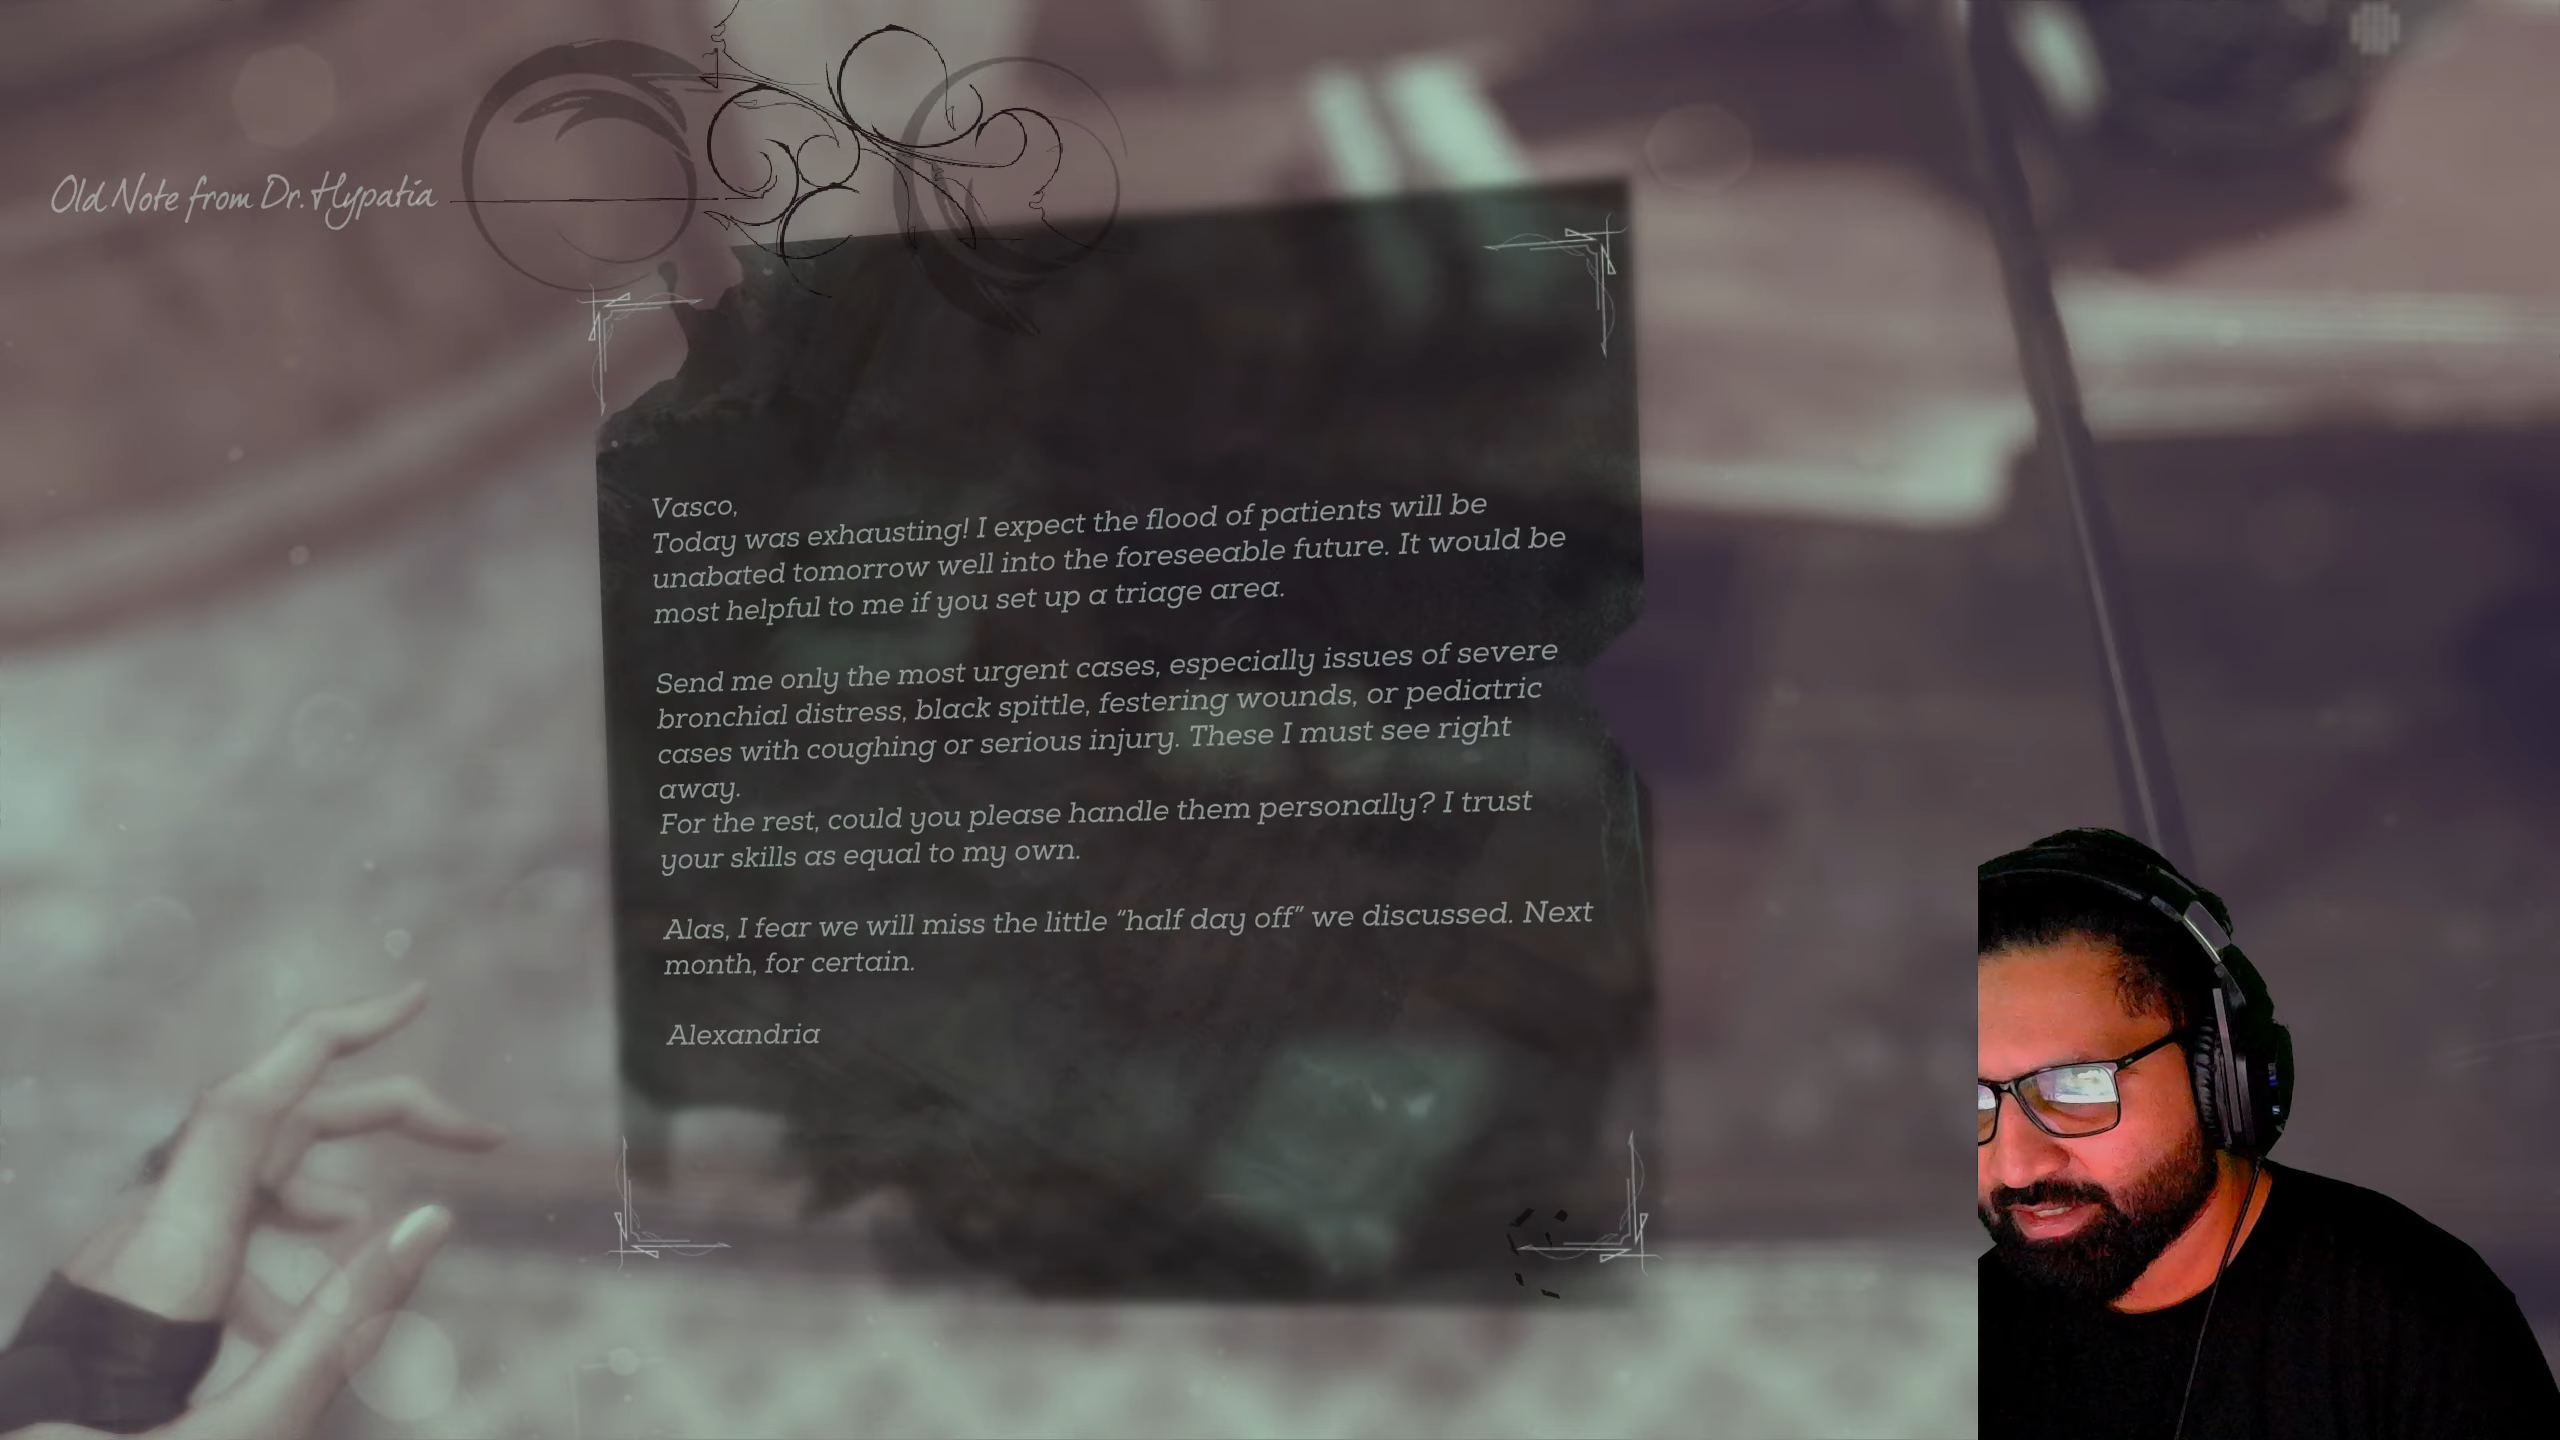 Old Note from Dr. Hypatia
Vasco,
Today was exhausting! I expect the flood of patients will be
unabated tomorrow well into the foreseeable future. It would be
most helpful to me if you set up a triage area.
Send me only the most urgent cases, especially issues of severe
bronchial distress, black spittle, festering wounds, or pediatric
cases with coughing or serious injury. These I must see right
away.
For the rest, could you please handle them personally? I trust
your skills as equal to my own.
Alas, I fear we will miss the little “half day off” we discussed. Next
month, for certain.
Alexandria